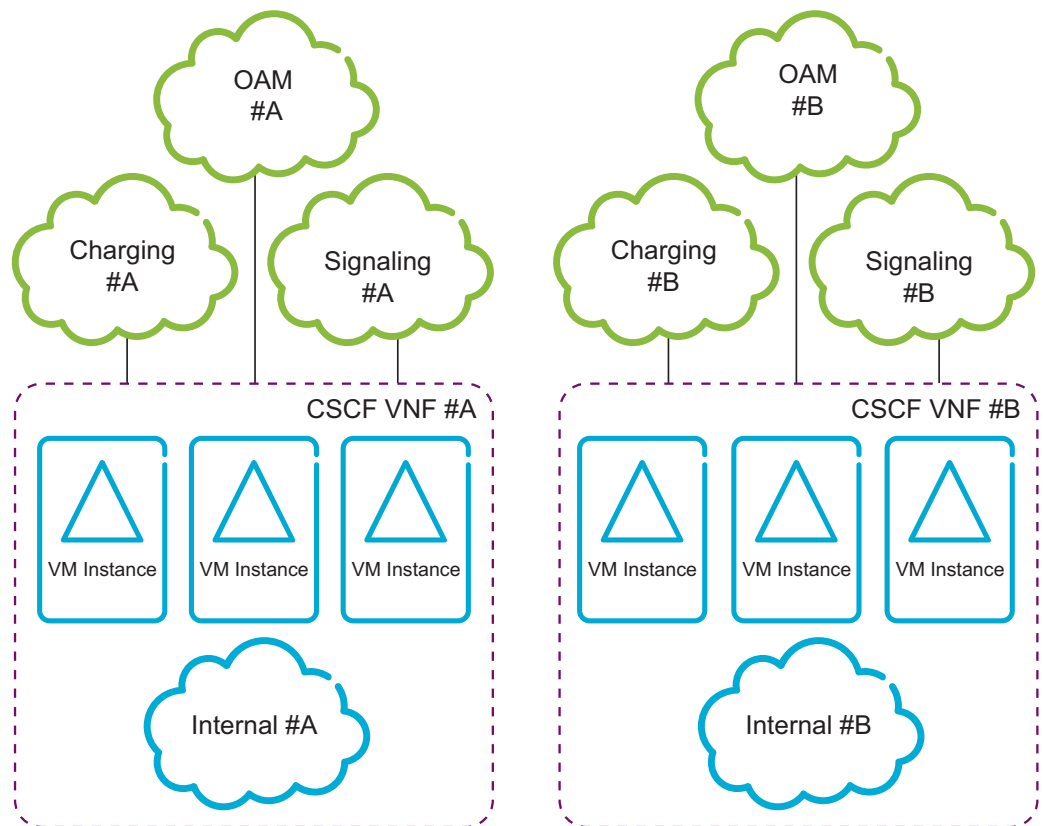 OAM
#A
Charging
#A
Signaling
#A
CSCF VNF #A
VM Instance
VM Instance
VM Instance
Internal #A
OAM
#B
Charging
#B
Signaling
#B
CSCF VNF #B
VM Instance
VM Instance
VM Instance
Internal #B